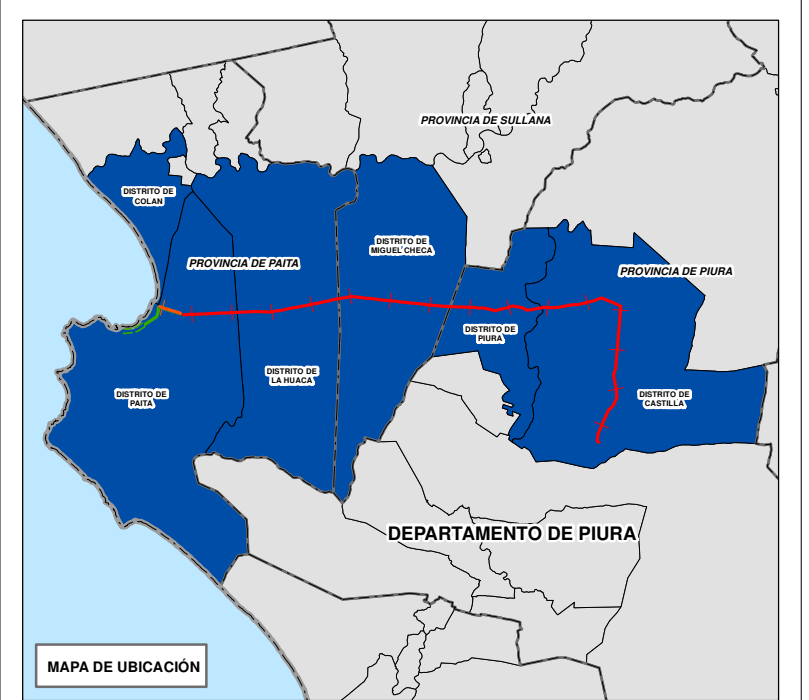 PROVINCIA DE SULLANA
DISTRITO DE
COLAN
DISTRITO DE
MIGUEL CHECA
PROVINCIA DE PAITA
PROVINCIA DE PIURA
DISTRITO DE
PIURA
DISTRITO DE
LA HUACA
DISTRITO DE
PAITA
DISTRITO DE
CASTILLA
DEPARTAMENTO DE PIURA
MAPA DE UBICACIÓN